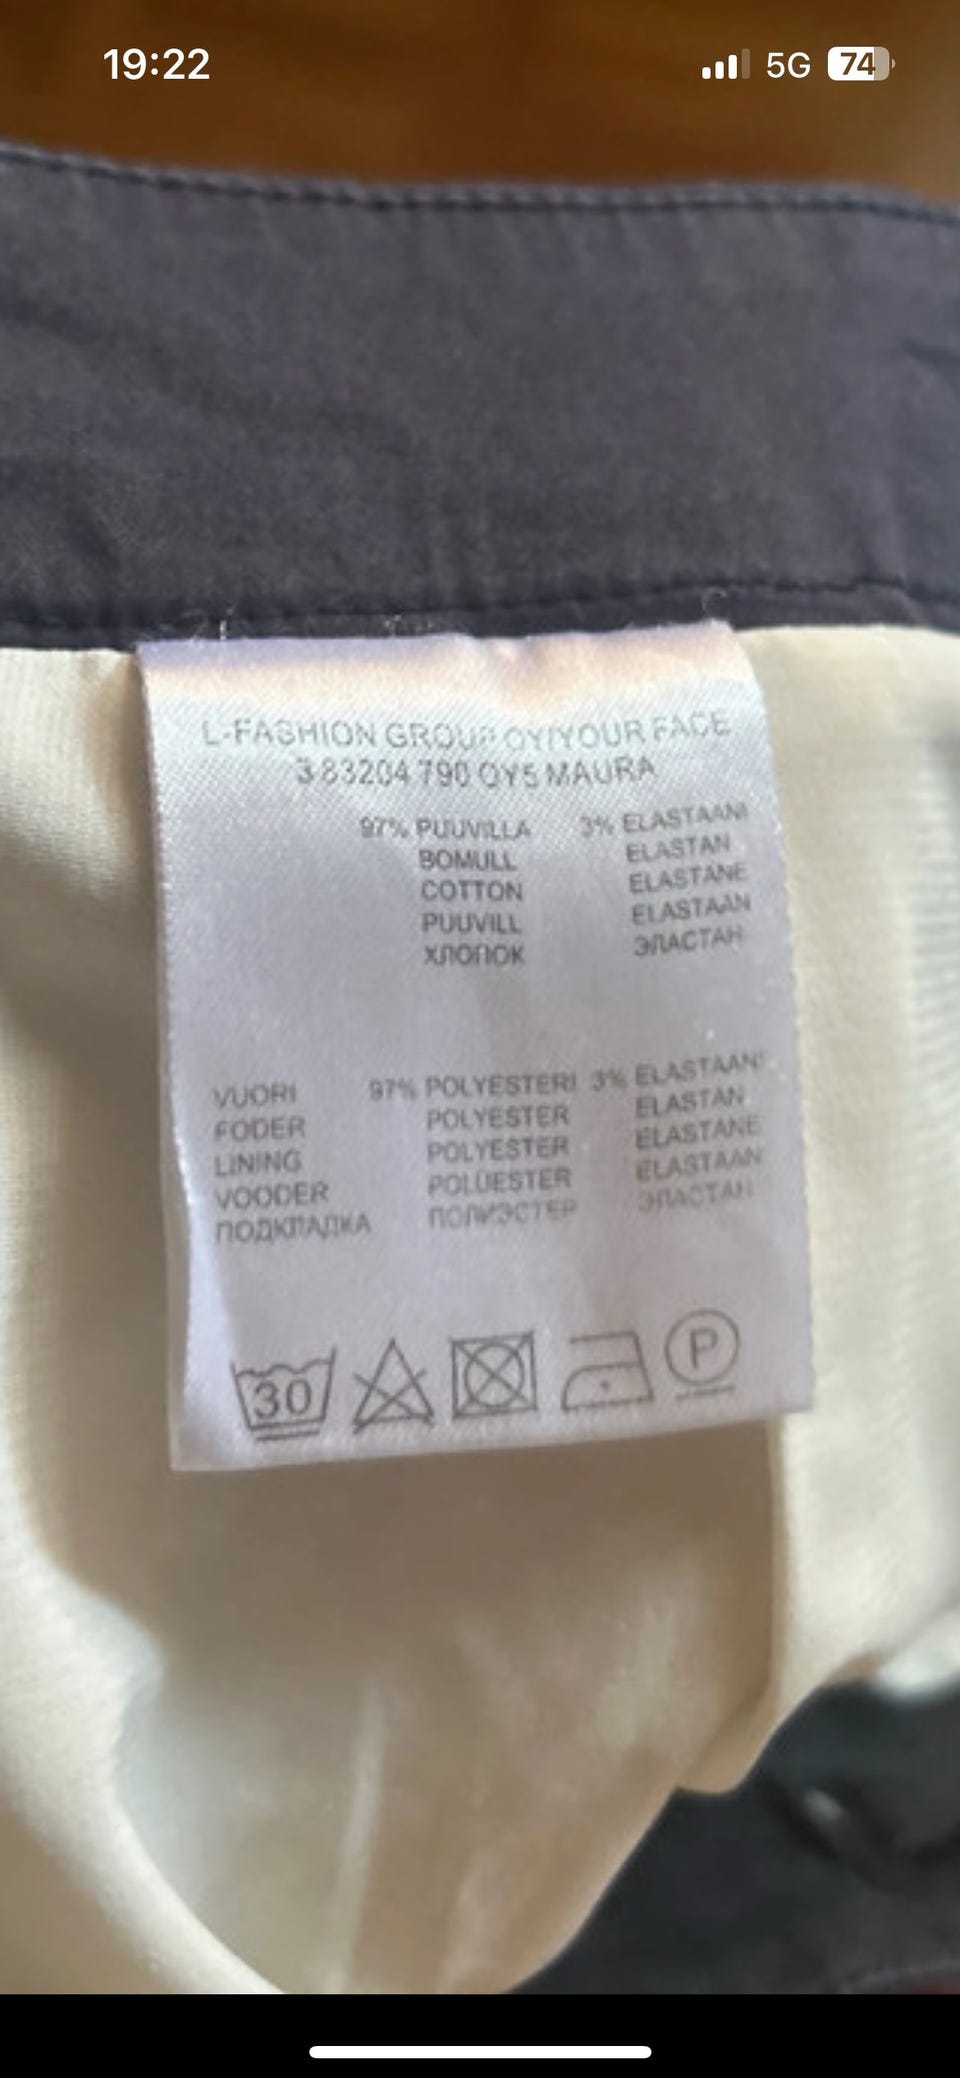 19:22 5G 74
L-FASHION GROUP OY/YOUR FACE
383204 790 OY5 MAURA
97% PUUVILLA 3% ELASTAANI
BOMULL ELASTAN
COTTON ELASTANE
PUUVILL ELASTAAN
ХЛОПОК ЭЛАСТАН
VUORI 97% POLYESTERI 3% ELASTAANI
FODER POLYESTER ELASTAN
LINING POLYESTER ELASTANE
VOODER POLÜESTER ELASTAAN
ПОДКЛАДКА ПОЛИЭСТЕР ЭЛАСТАН
30 P